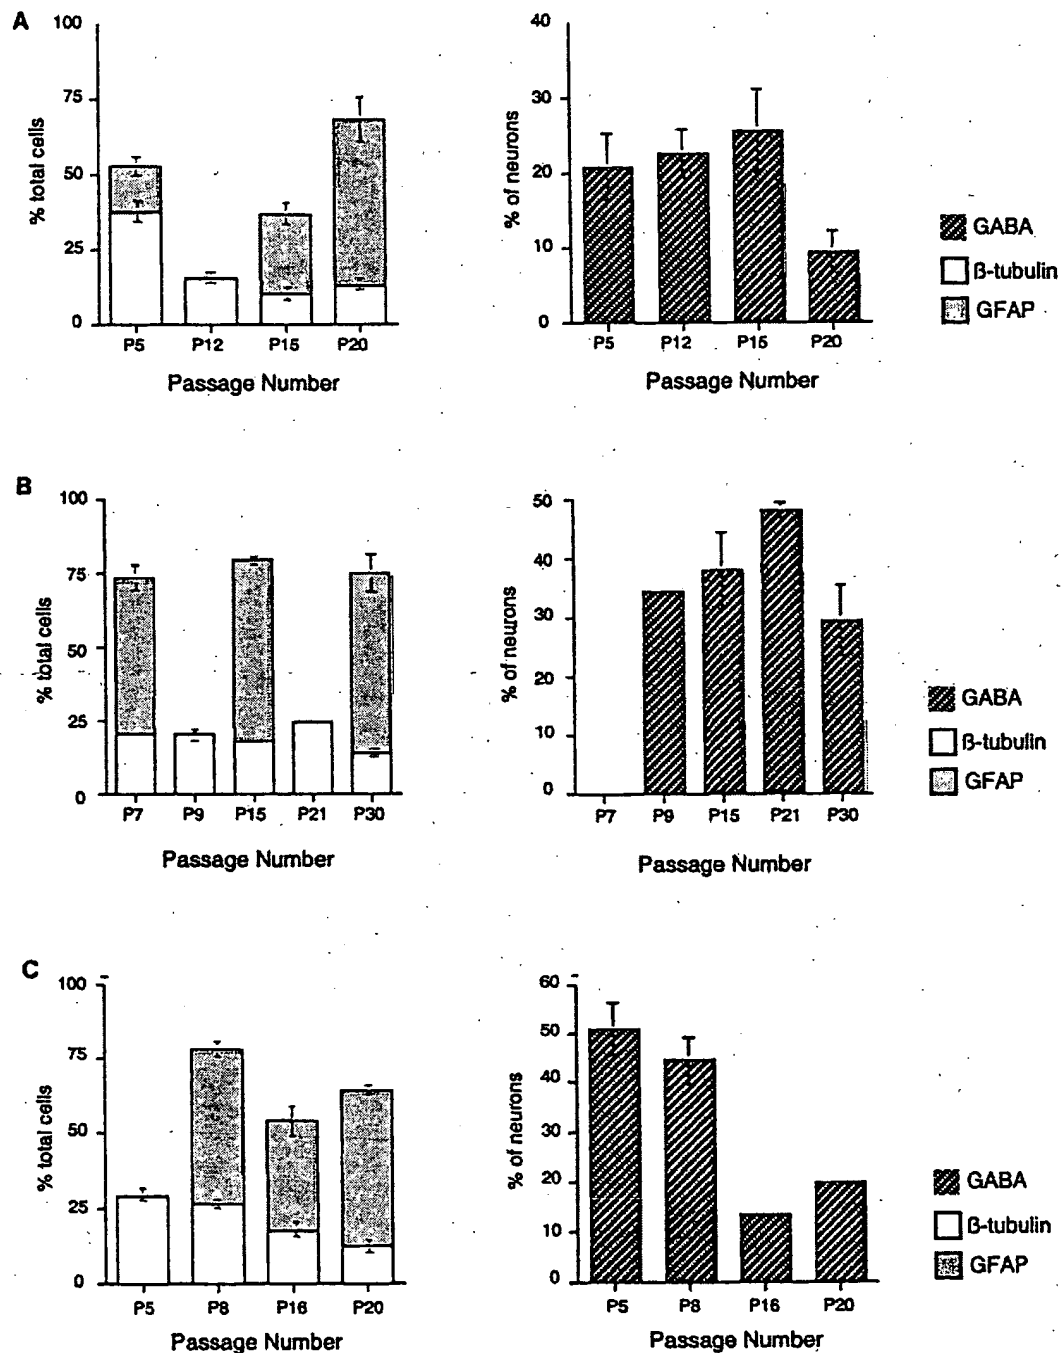 A
100
75
50
25
0
% total cells
P5 P12 P15 P20
Passage Number
40
30
20
10
0
% of neurons
P5 P12 P15 P20
Passage Number
GABA
ß-tubulin
GFAP
B
100
75
50
25
0
% total cells
P7 P9 P15 P21 P30
Passage Number
50
40
30
20
10
0
% of neurons
P7 P9 P15 P21 P30
Passage Number
GABA
ß-tubulin
GFAP
C
100
75
50
25
0
% total cells
P5 P8 P16 P20
Passage Number
60
50
40
30
20
10
0
% of neurons
P5 P8 P16 P20
Passage Number
GABA
ß-tubulin
GFAP